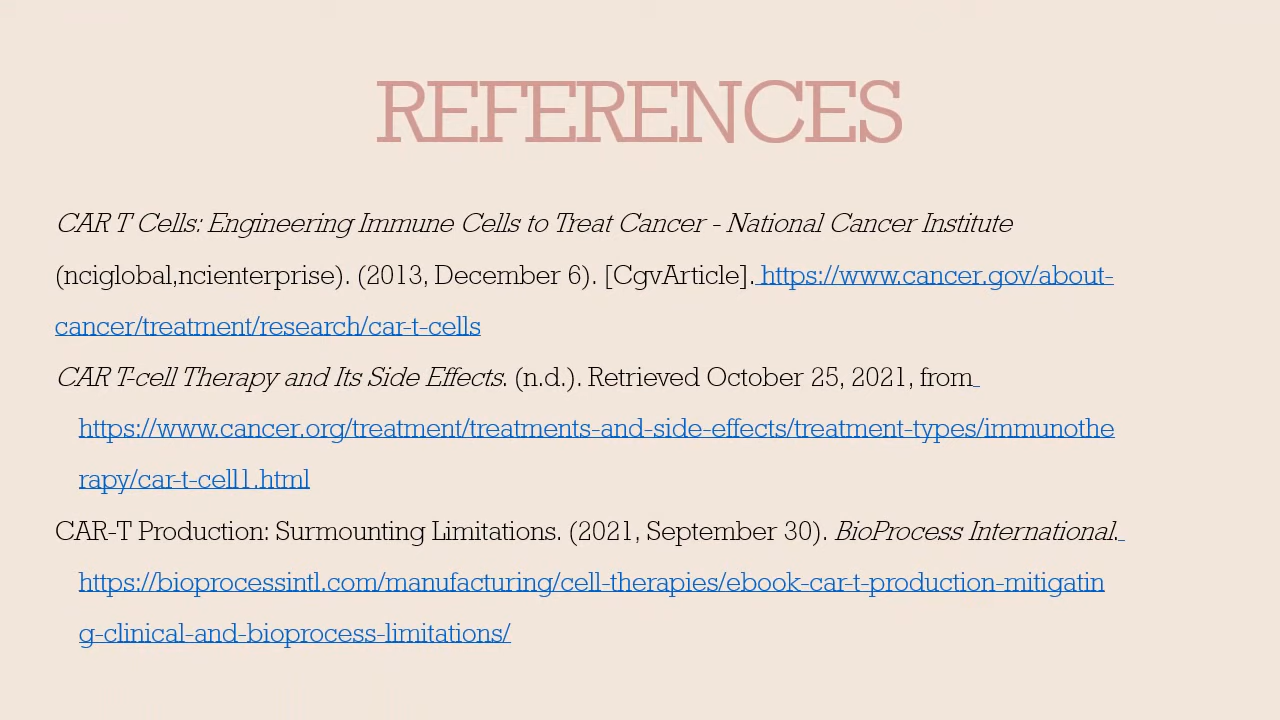 REFERENCES
CAR T Cells: Engineering Immune Cells to Treat Cancer - National Cancer Institute
(nciglobal,ncienterprise). (2013, December 6). [CgvArticle]. https://www.cancer.gov/about-
cancer/treatment/research/car-t-cells
CAR T-cell Therapy and Its Side Effects. (n.d.). Retrieved October 25, 2021, from
https://www.cancer.org/treatment/treatments-and-side-effects/treatment-types/immunothe
rapy/car-t-cell1.html
CAR-T Production: Surmounting Limitations. (2021, September 30). BioProcess International.
https://bioprocessintl.com/manufacturing/cell-therapies/ebook-car-t-production-mitigatin
g-clinical-and-bioprocess-limitations/